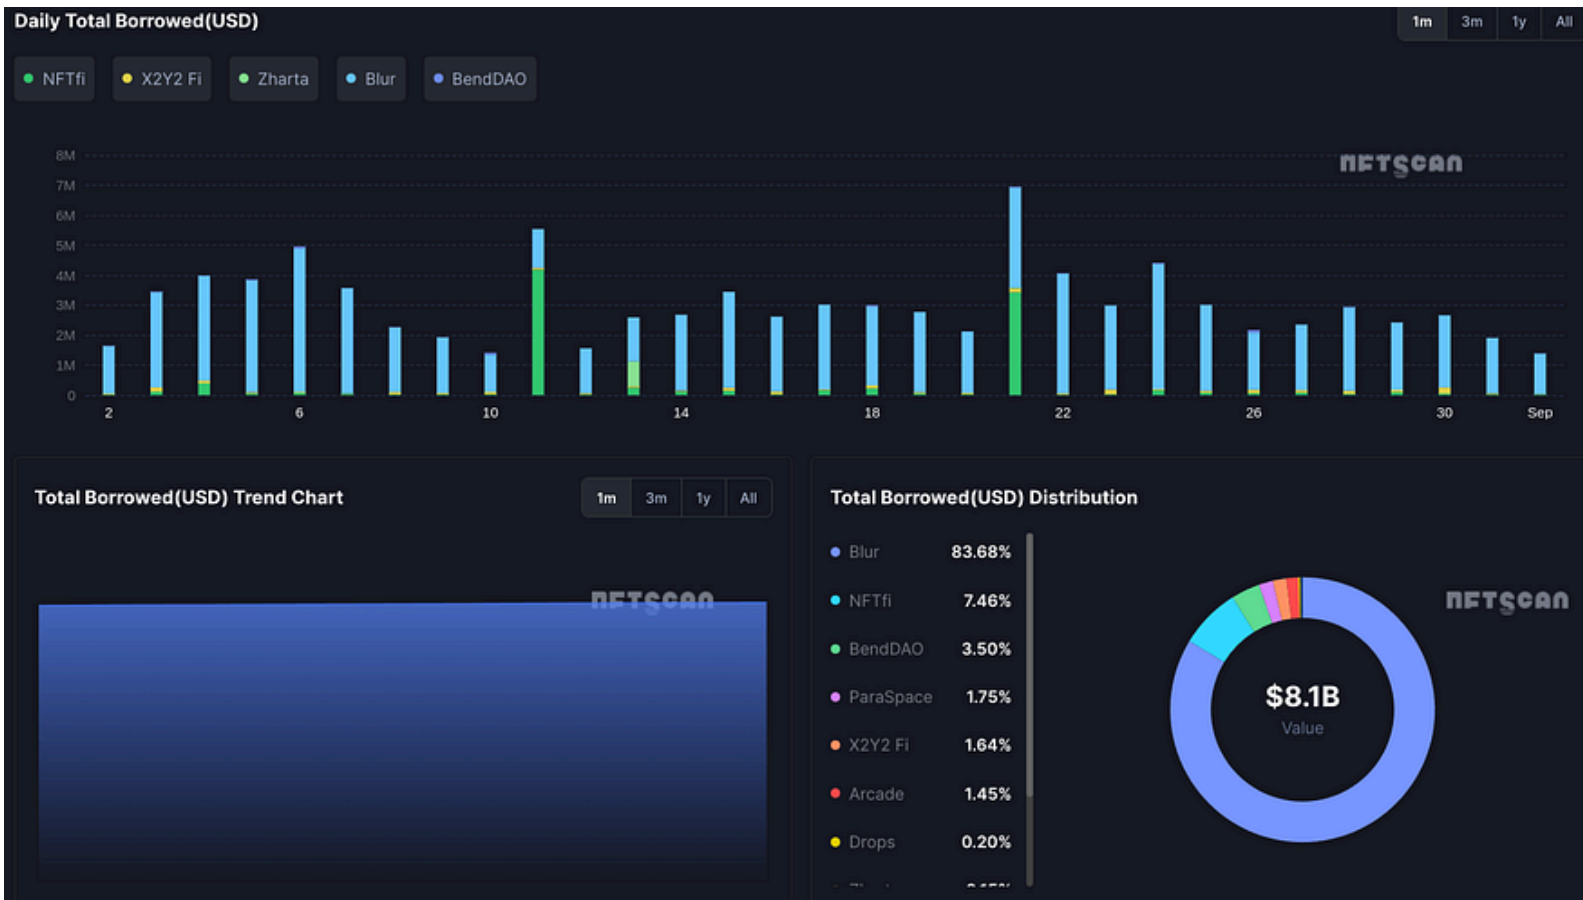 Daily Total Borrowed(USD)
1m 3m 1y All
NFTfi X2Y2 Fi Zharta Blur BendDAO
NFTSCAN
8M
7M
6M
5M
4M
3M
2M
1M
0
2 6 10 14 18 22 26 30 Sep
Total Borrowed(USD) Trend Chart
1m 3m 1y All
NFTSCAN
Total Borrowed(USD) Distribution
Blur 83.68%
NFTfi 7.46%
BendDAO 3.50%
ParaSpace 1.75%
X2Y2 Fi 1.64%
Arcade 1.45%
Drops 0.20%
$8.1B
Value
NFTSCAN